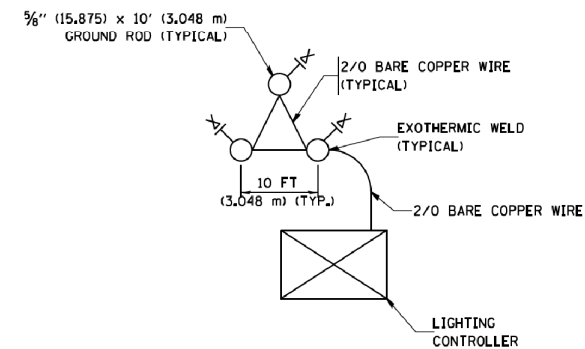 ⅝" (15.875) x 10' (3.048 m)
GROUND ROD (TYPICAL)
2/0 BARE COPPER WIRE
(TYPICAL)
EXOTHERMIC WELD
(TYPICAL)
10 FT
(3.048 m) (TYP.)
2/0 BARE COPPER WIRE
LIGHTING
CONTROLLER